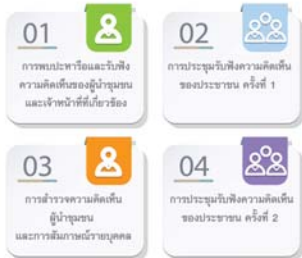 01
การพบปะหารือและรับฟัง
ความคิดเห็นของผู้นำชุมชน
และเจ้าหน้าที่ที่เกี่ยวข้อง
02
การประชุมรับฟังความคิดเห็น
ของประชาชน ครั้งที่ 1
03
การสำรวจความคิดเห็น
ผู้นำชุมชน
และการสัมภาษณ์รายบุคคล
04
การประชุมรับฟังความคิดเห็น
ของประชาชน ครั้งที่ 2